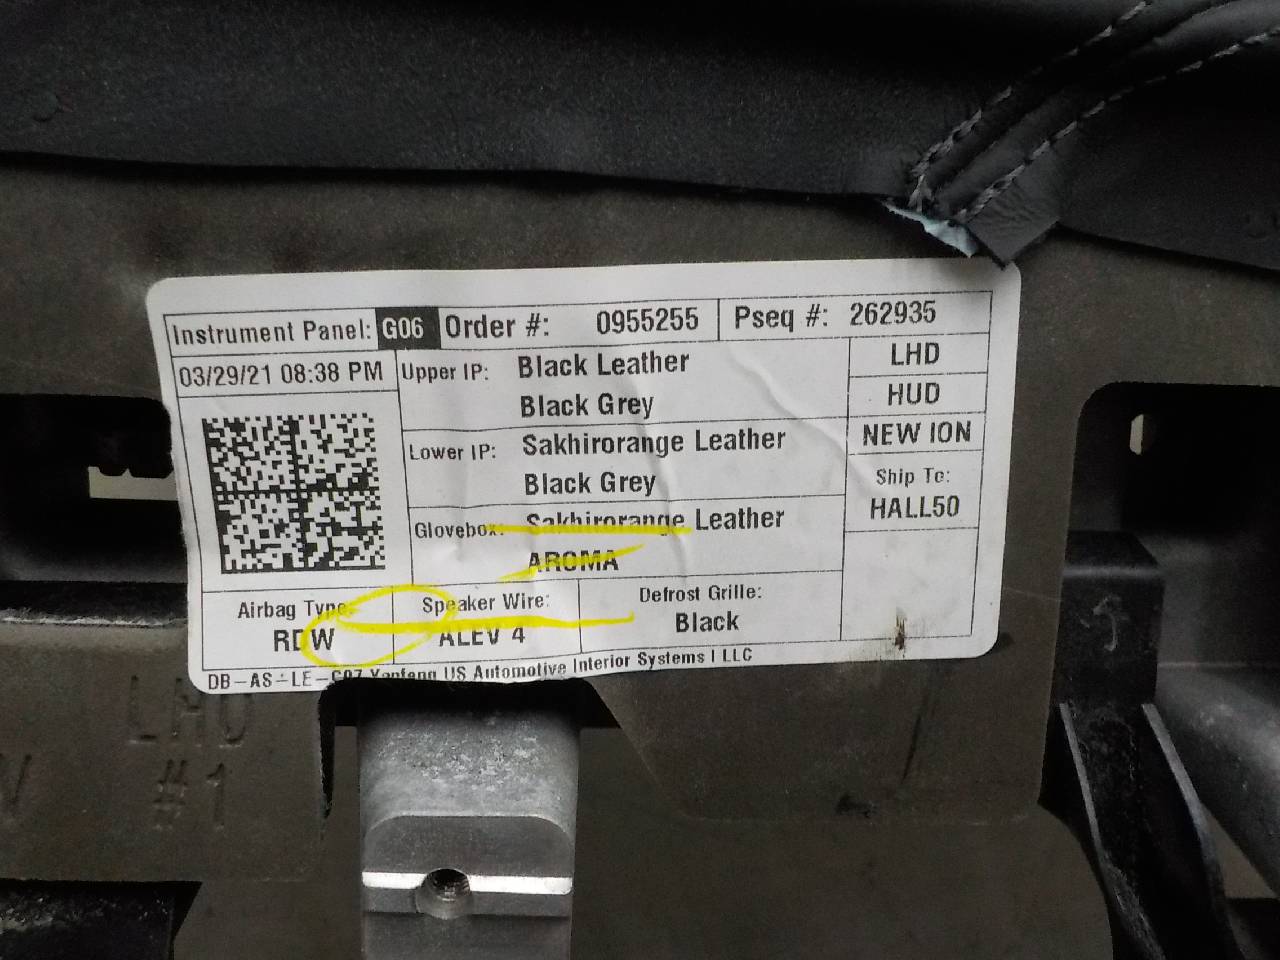 Instrument Panel: G06 Order #: 0955255 Pseq #: 262935
03/29/21 08:38 PM
Upper IP: Black Leather
Black Grey
Lower IP: Sakhirorange Leather
Black Grey
Glovebox: Sakhirorange Leather
AROMA
LHD
HUD
NEW ION
Ship To:
HALL50
Airbag Type:
RDW
Speaker Wire:
ALEV 4
Defrost Grille:
Black
DB-AS-LE-C07 Yanfeng US Automotive Interior Systems I LLC
LHD
#1